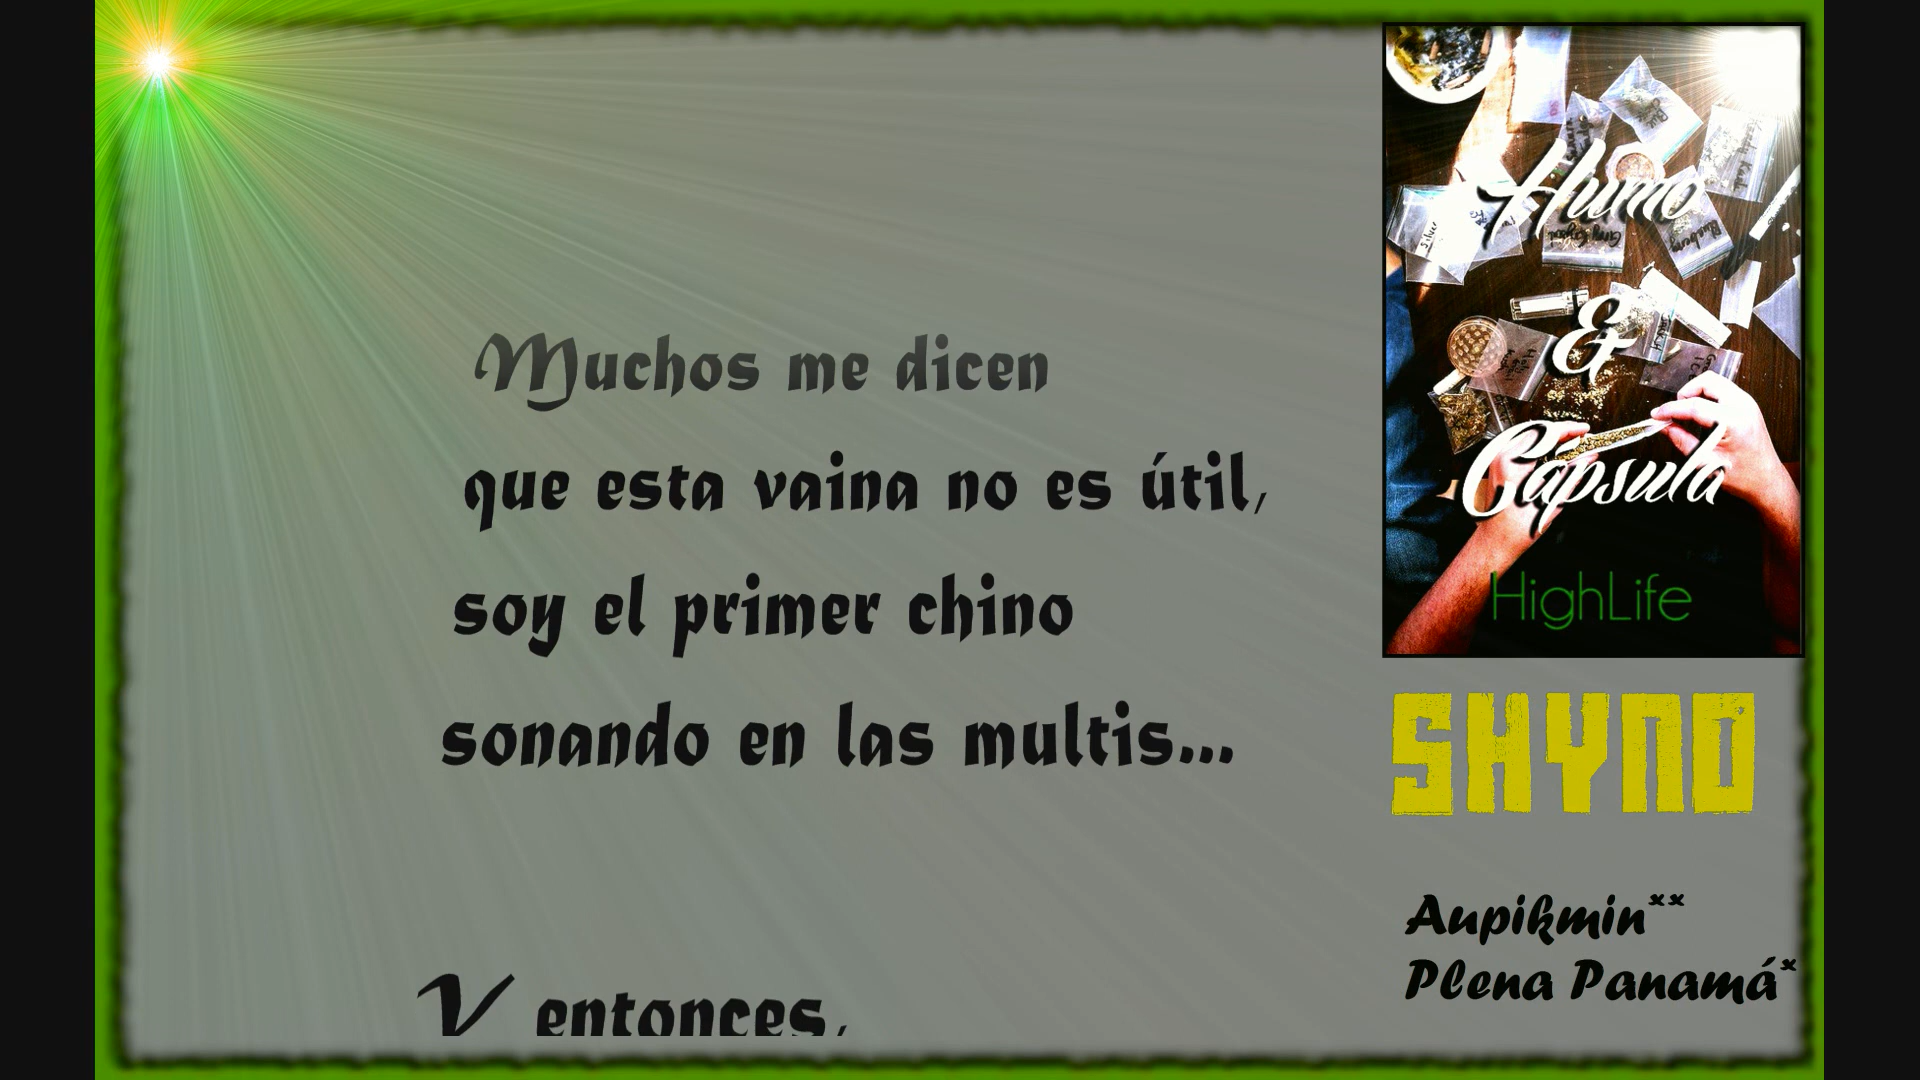 Muchos me dicen
que esta vaina no es útil,
soy el primer chino
sonando en las multis...
Y entonces,
Humo
&
Cápsula
HighLife
SHYNO
Aupikmin**
Plena Panamá*
Silver